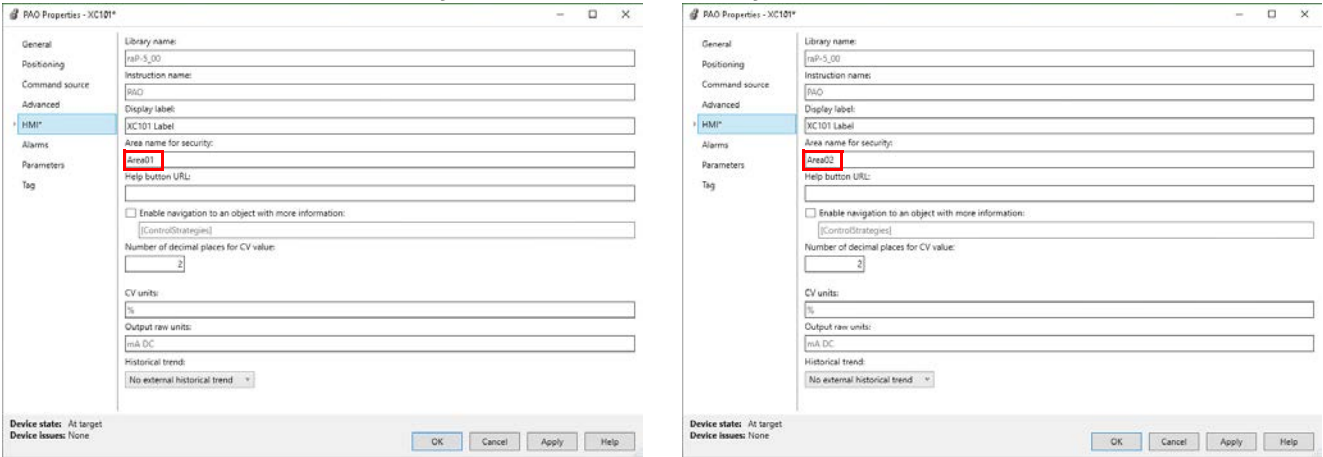 PAO Properties - XC101*
General
Positioning
Command source
Advanced
HMI*
Alarms
Parameters
Tag
Library name:
raP-5_00
Instruction name:
PAO
Display label:
XC101 Label
Area name for security:
Area01
Help button URL:
Enable navigation to an object with more information:
[ControlStrategies]
Number of decimal places for CV value:
2
CV units:
%
Output raw units:
mA DC
Historical trend:
No external historical trend
Device state: At target
Device issues: None
OK Cancel Apply Help
PAO Properties - XC101*
General
Positioning
Command source
Advanced
HMI*
Alarms
Parameters
Tag
Library name:
raP-5_00
Instruction name:
PAO
Display label:
XC101 Label
Area name for security:
Area02
Help button URL:
Enable navigation to an object with more information:
[ControlStrategies]
Number of decimal places for CV value:
2
CV units:
%
Output raw units:
mA DC
Historical trend:
No external historical trend
Device state: At target
Device issues: None
OK Cancel Apply Help